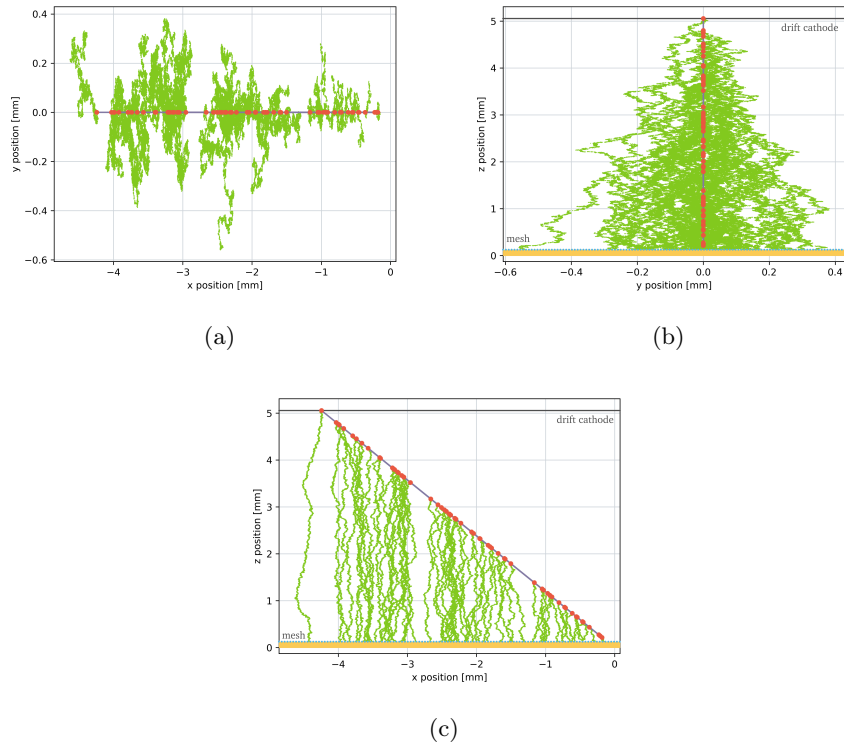 0.4
0.2
0.0
−0.2
−0.4
−0.6
y position [mm]
−4
−3
−2
−1
0
x position [mm]
(a)
5
4
3
2
1
0
z position [mm]
drift cathode
mesh
−0.6
−0.4
−0.2
0.0
0.2
0.4
y position [mm]
(b)
5
4
3
2
1
0
z position [mm]
drift cathode
mesh
−4
−3
−2
−1
0
x position [mm]
(c)